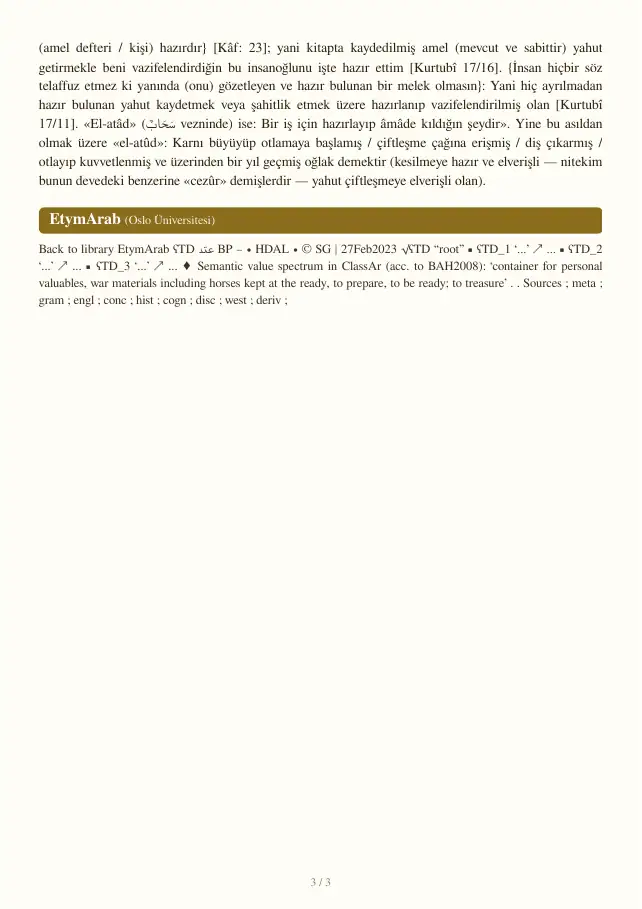 (amel defteri / kişi) hazırdır} [Kâf: 23]; yani kitapta kaydedilmiş amel (mevcut ve sabittir) yahut
getirmekle beni vazifelendirdiğin bu insanoğlunu işte hazır ettim [Kurtubî 17/16]. {İnsan hiçbir söz
telaffuz etmez ki yanında (onu) gözetleyen ve hazır bulunan bir melek olmasın}: Yani hiç ayrılmadan
hazır bulunan yahut kaydetmek veya şahitlik etmek üzere hazırlanıp vazifelendirilmiş olan [Kurtubî
17/11]. «El-atâd» (سَحَابٌ vezninde) ise: Bir iş için hazırlayıp âmâde kıldığın şeydir». Yine bu asıldan
olmak üzere «el-atûd»: Karnı büyüyüp otlamaya başlamış / çiftleşme çağına erişmiş / diş çıkarmış /
otlayıp kuvvetlenmiş ve üzerinden bir yıl geçmiş oğlak demektir (kesilmeye hazır ve elverişli — nitekim
bunun devedeki benzerine «cezûr» demişlerdir — yahut çiftleşmeye elverişli olan).
EtymArab (Oslo Üniversitesi)
Back to library EtymArab ʕTD عتد BP – • HDAL • © SG | 27Feb2023 √ʕTD “root” ▪ ʕTD_1 ‘...’ ↗ ... ▪ ʕTD_2
‘...’ ↗ ... ▪ ʕTD_3 ‘...’ ↗ ... ♦ Semantic value spectrum in ClassAr (acc. to BAH2008): ‘container for personal
valuables, war materials including horses kept at the ready, to prepare, to be ready; to treasure’ . . Sources ; meta ;
gram ; engl ; conc ; hist ; cogn ; disc ; west ; deriv ;
3 / 3